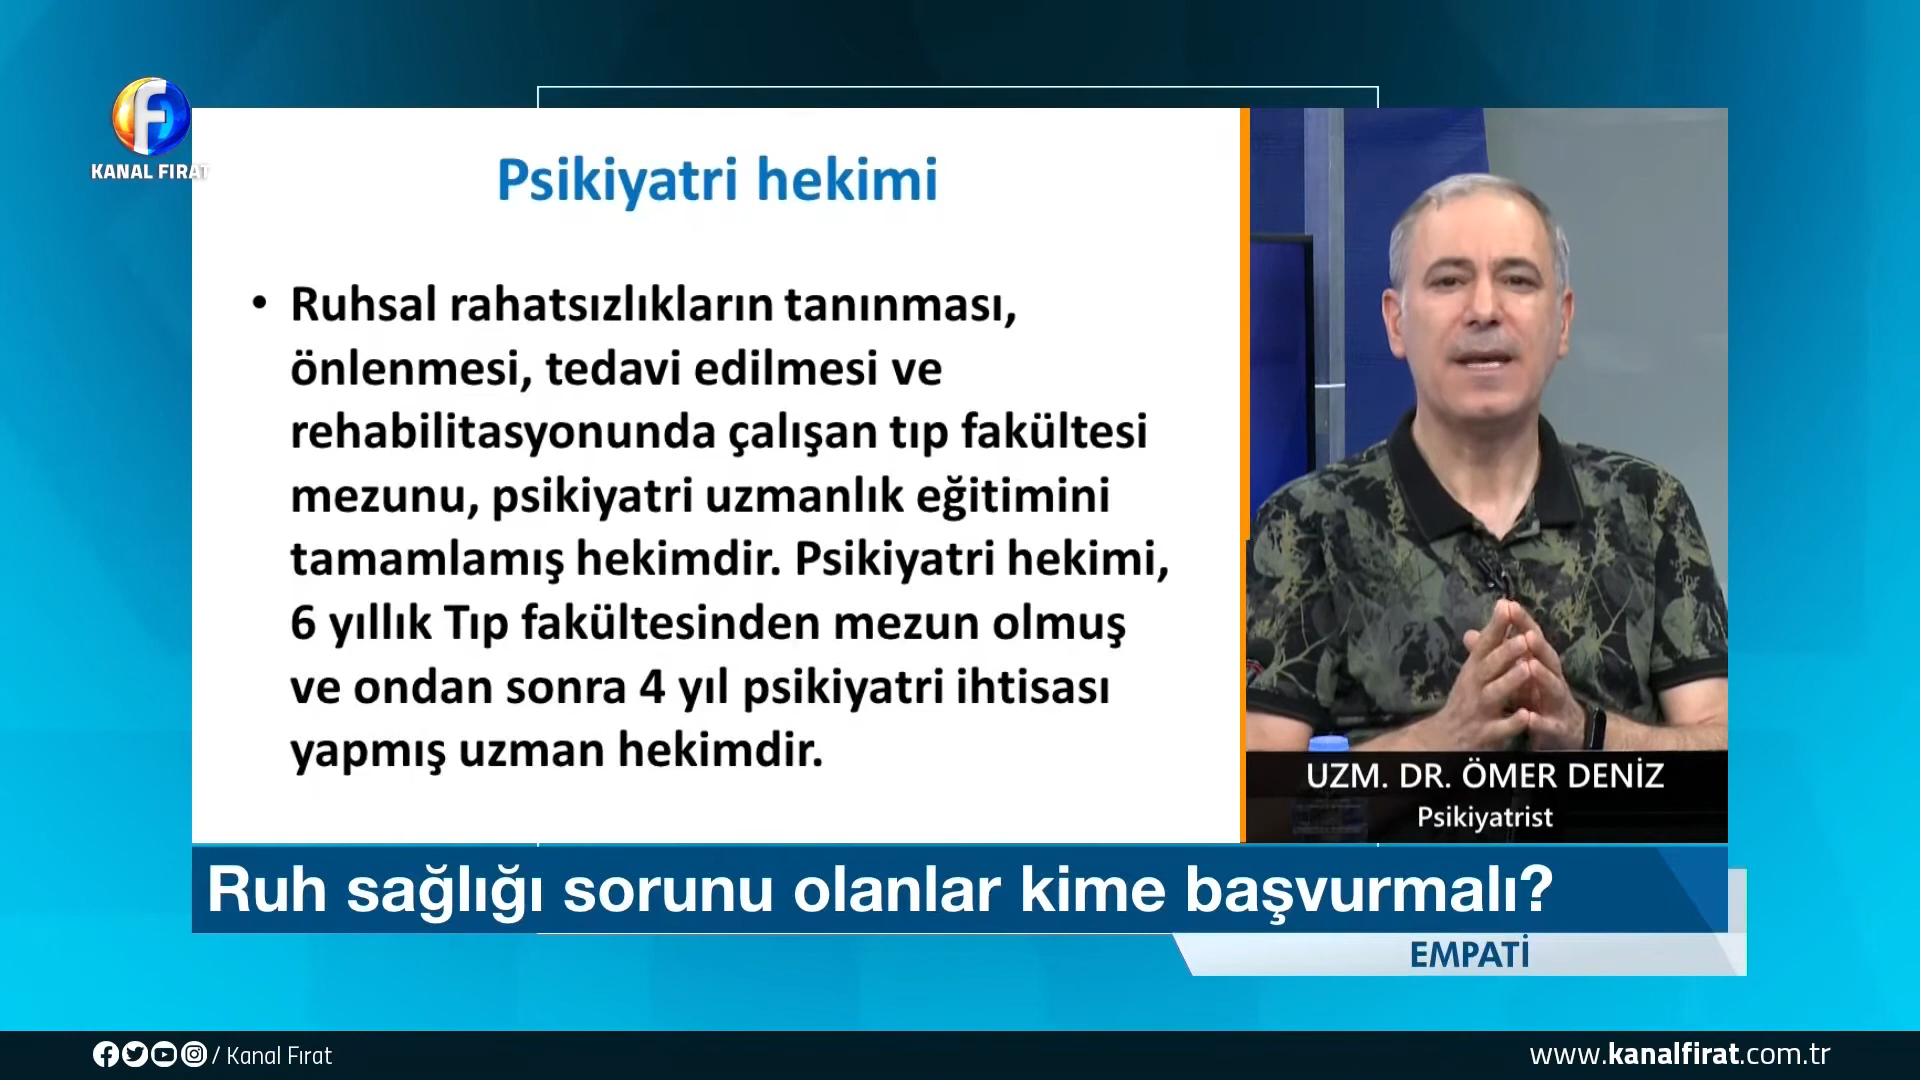 KANAL FIRAT
Psikiyatri hekimi
• Ruhsal rahatsızlıkların tanınması,
önlenmesi, tedavi edilmesi ve
rehabilitasyonunda çalışan tıp fakültesi
mezunu, psikiyatri uzmanlık eğitimini
tamamlamış hekimdir. Psikiyatri hekimi,
6 yıllık Tıp fakültesinden mezun olmuş
ve ondan sonra 4 yıl psikiyatri ihtisası
yapmış uzman hekimdir.
UZM. DR. ÖMER DENİZ
Psikiyatrist
Ruh sağlığı sorunu olanlar kime başvurmalı?
EMPATİ
/ Kanal Fırat
www.kanalfirat.com.tr